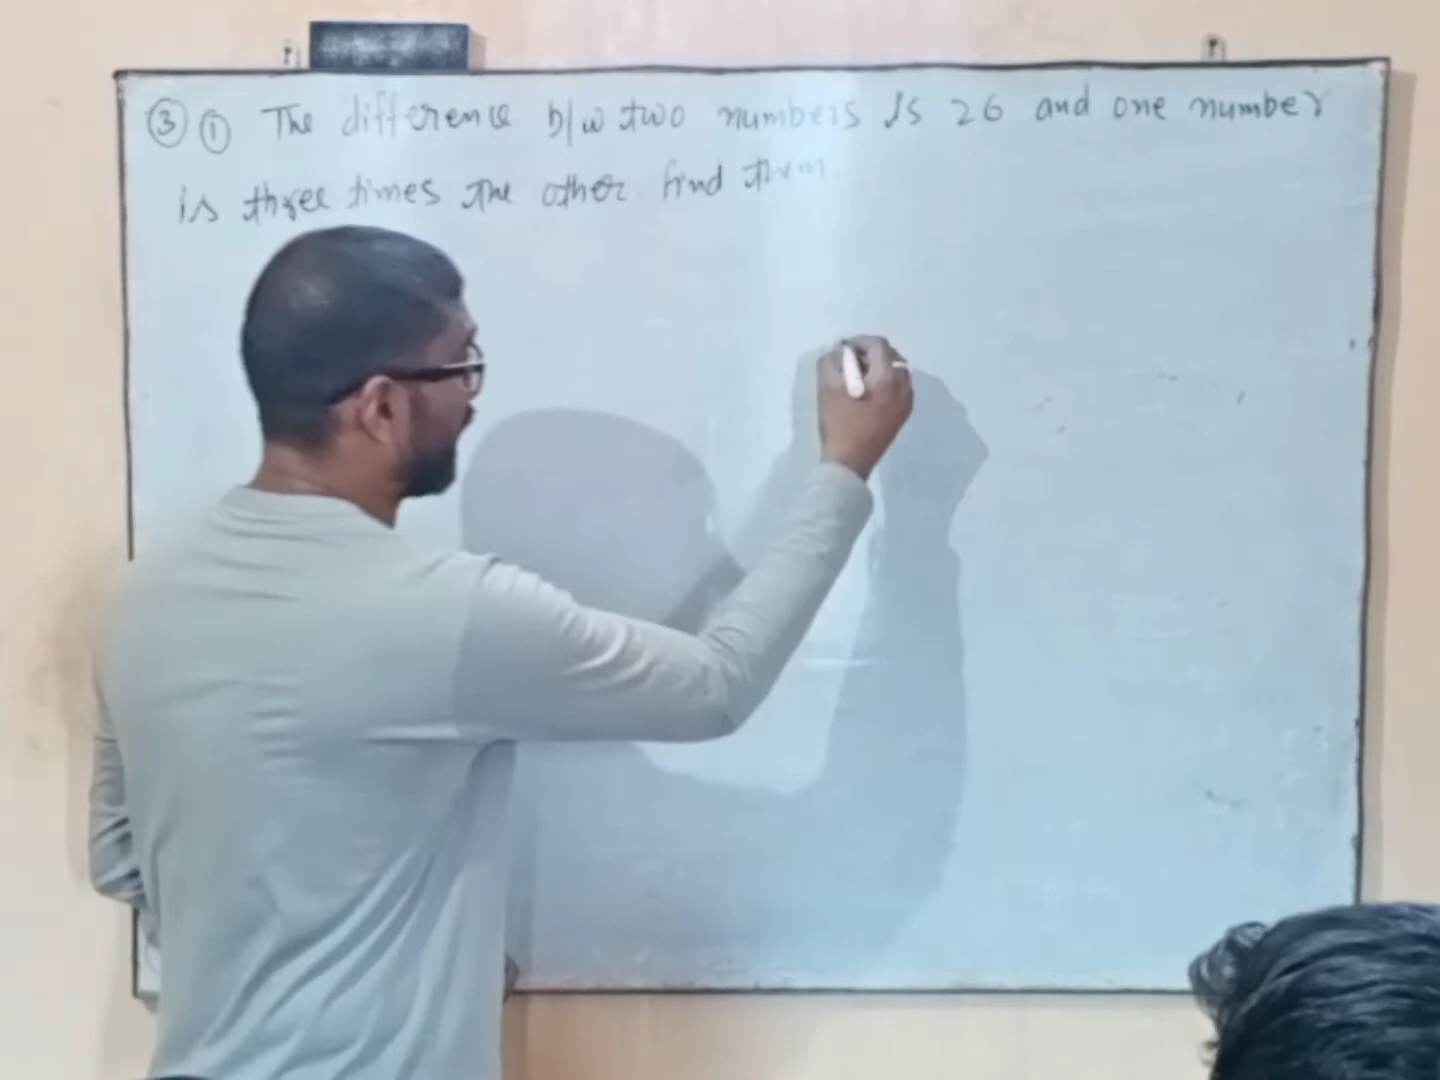 ③ ① The difference b/w two numbers is 26 and one number
is three times the other. find them.